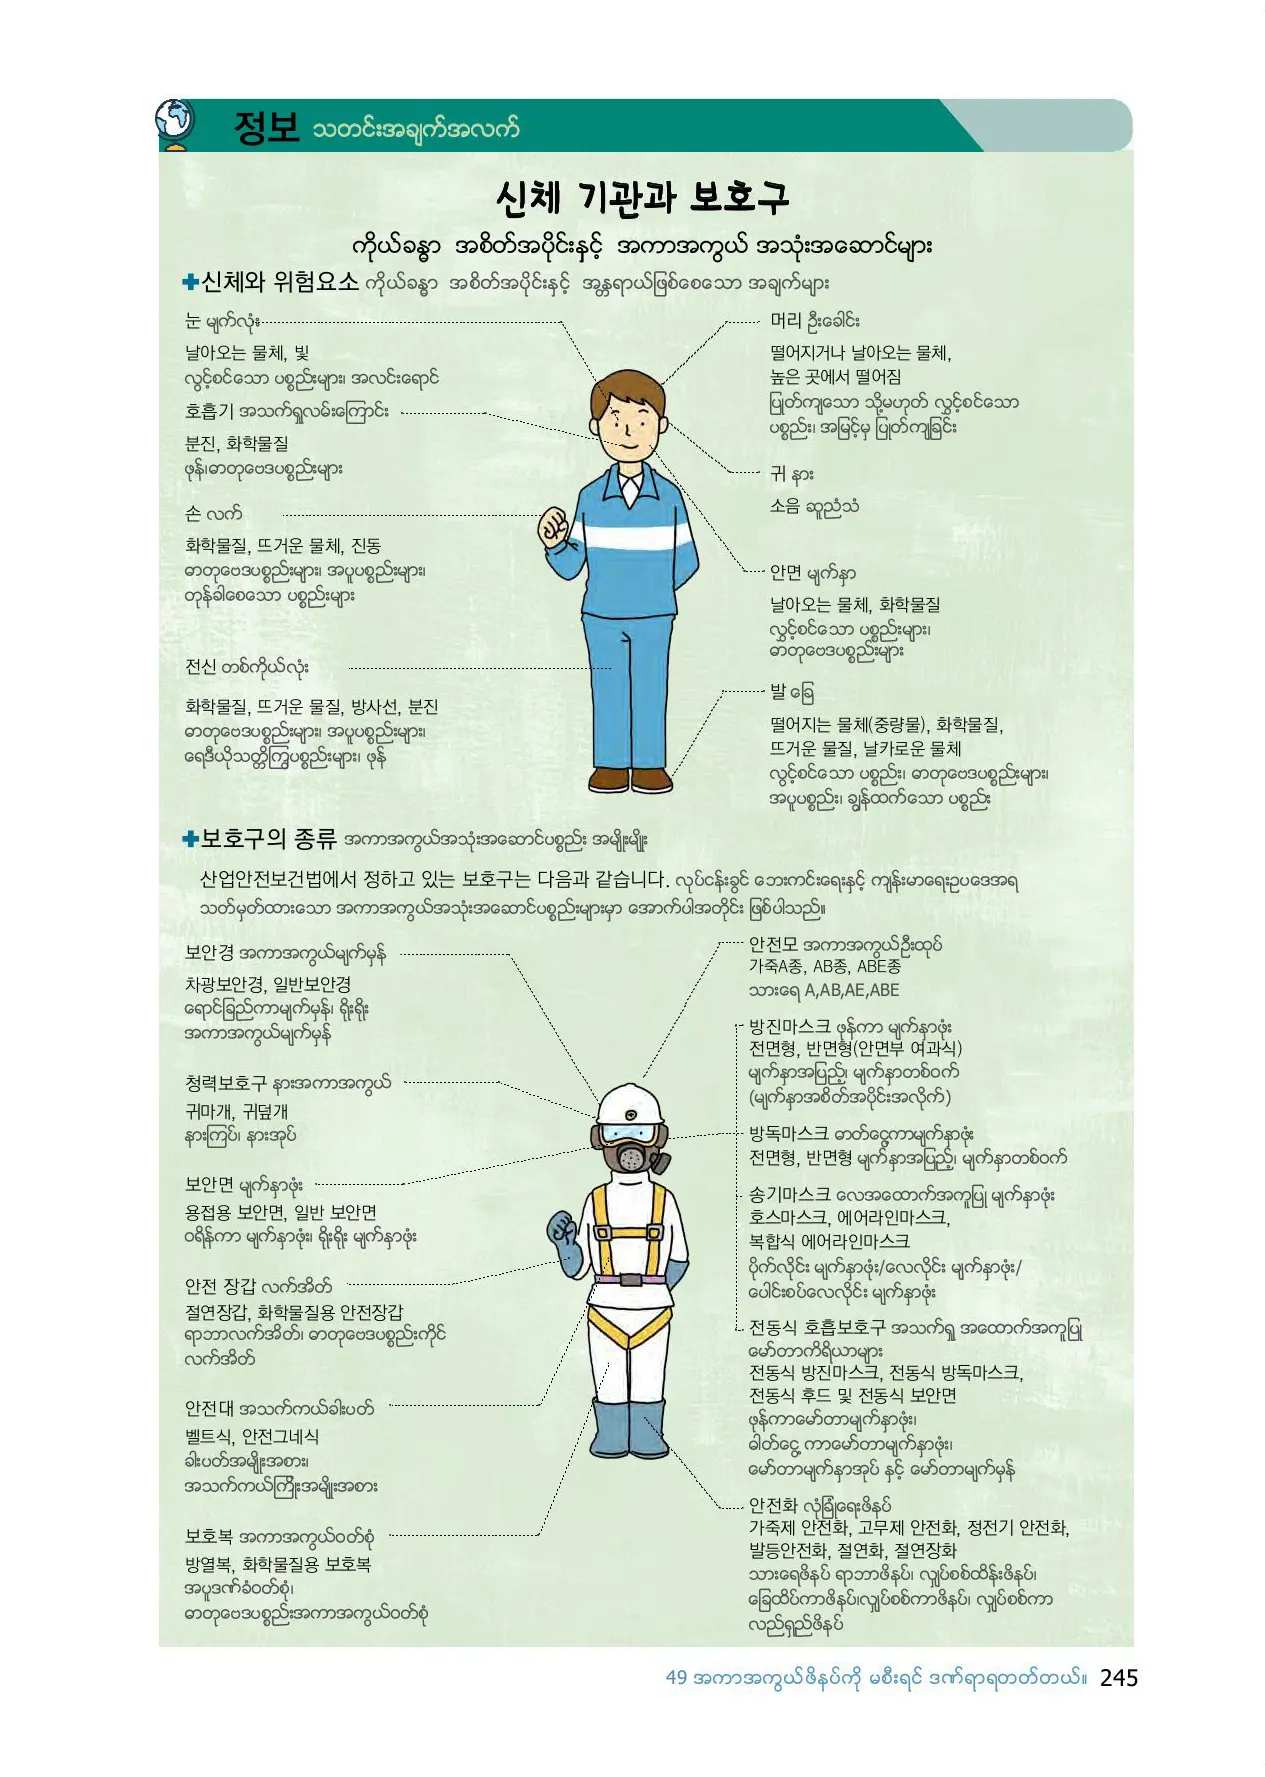 정보 သတင်းအချက်အလက်
신체 기관과 보호구
ကိုယ်ခန္ဓာ အစိတ်အပိုင်းနှင့် အကာအကွယ် အသုံးအဆောင်များ
✚신체와 위험요소 ကိုယ်ခန္ဓာ အစိတ်အပိုင်းနှင့် အန္တရာယ်ဖြစ်စေသော အချက်များ
눈 မျက်လုံး
날아오는 물체, 빛
လွင့်စင်သော ပစ္စည်းများ၊ အလင်းရောင်
호흡기 အသက်ရှူလမ်းကြောင်း
분진, 화학물질
ဖုန်၊ဓာတုဗေဒပစ္စည်းများ
손 လက်
화학물질, 뜨거운 물체, 진동
ဓာတုဗေဒပစ္စည်းများ၊ အပူပစ္စည်းများ၊
တုန်ခါစေသော ပစ္စည်းများ
전신 တစ်ကိုယ်လုံး
화학물질, 뜨거운 물질, 방사선, 분진
ဓာတုဗေဒပစ္စည်းများ၊ အပူပစ္စည်းများ၊
ရေဒီယိုသတ္တိကြွပစ္စည်းများ၊ ဖုန်
머리 ဦးခေါင်း
떨어지거나 날아오는 물체,
높은 곳에서 떨어짐
ပြုတ်ကျသော သို့မဟုတ် လွှင့်စင်သော
ပစ္စည်း၊ အမြင့်မှ ပြုတ်ကျခြင်း
귀 နား
소음 ဆူညံသံ
안면 မျက်နှာ
날아오는 물체, 화학물질
လွှင့်စင်သော ပစ္စည်းများ၊
ဓာတုဗေဒပစ္စည်းများ
발 ခြေ
떨어지는 물체(중량물), 화학물질,
뜨거운 물질, 날카로운 물체
လွင့်စင်သော ပစ္စည်း၊ ဓာတုဗေဒပစ္စည်းများ၊
အပူပစ္စည်း၊ ချွန်ထက်သော ပစ္စည်း
✚보호구의 종류 အကာအကွယ်အသုံးအဆောင်ပစ္စည်း အမျိုးမျိုး
산업안전보건법에서 정하고 있는 보호구는 다음과 같습니다. လုပ်ငန်းခွင် ဘေးကင်းရေးနှင့် ကျန်းမာရေးဥပဒေအရ
သတ်မှတ်ထားသော အကာအကွယ်အသုံးအဆောင်ပစ္စည်းများမှာ အောက်ပါအတိုင်း ဖြစ်ပါသည်။
보안경 အကာအကွယ်မျက်မှန်
차광보안경, 일반보안경
ရောင်ခြည်ကာမျက်မှန်၊ ရိုးရိုး
အကာအကွယ်မျက်မှန်
청력보호구 နားအကာအကွယ်
귀마개, 귀덮개
နားကြပ်၊ နားအုပ်
보안면 မျက်နှာဖုံး
용접용 보안면, 일반 보안면
ဝရိန်ကာ မျက်နှာဖုံး၊ ရိုးရိုး မျက်နှာဖုံး
안전 장갑 လက်အိတ်
절연장갑, 화학물질용 안전장갑
ရာဘာလက်အိတ်၊ ဓာတုဗေဒပစ္စည်းကိုင်
လက်အိတ်
안전대 အသက်ကယ်ခါးပတ်
벨트식, 안전그네식
ခါးပတ်အမျိုးအစား၊
အသက်ကယ်ကြိုးအမျိုးအစား
보호복 အကာအကွယ်ဝတ်စုံ
방열복, 화학물질용 보호복
အပူဒဏ်ခံဝတ်စုံ၊
ဓာတုဗေဒပစ္စည်းအကာအကွယ်ဝတ်စုံ
안전모 အကာအကွယ်ဦးထုပ်
가죽A종, AB종, ABE종
သားရေ A,AB,AE,ABE
방진마스크 ဖုန်ကာ မျက်နှာဖုံး
전면형, 반면형(안면부 여과식)
မျက်နှာအပြည့်၊ မျက်နှာတစ်ဝက်
(မျက်နှာအစိတ်အပိုင်းအလိုက်)
방독마스크 ဓာတ်ငွေ့ကာမျက်နှာဖုံး
전면형, 반면형 မျက်နှာအပြည့်၊ မျက်နှာတစ်ဝက်
송기마스크 လေအထောက်အကူပြု မျက်နှာဖုံး
호스마스크, 에어라인마스크,
복합식 에어라인마스크
ပိုက်လိုင်း မျက်နှာဖုံး/လေလိုင်း မျက်နှာဖုံး/
ပေါင်းစပ်လေလိုင်း မျက်နှာဖုံး
전동식 호흡보호구 အသက်ရှူ အထောက်အကူပြု
မော်တာကိရိယာများ
전동식 방진마스크, 전동식 방독마스크,
전동식 후드 및 전동식 보안면
ဖုန်ကာမော်တာမျက်နှာဖုံး၊
ဓါတ်ငွေ့ ကာမော်တာမျက်နှာဖုံး၊
မော်တာမျက်နှာအုပ် နှင့် မော်တာမျက်မှန်
안전화 လုံခြုံရေးဖိနပ်
가죽제 안전화, 고무제 안전화, 정전기 안전화,
발등안전화, 절연화, 절연장화
သားရေဖိနပ် ရာဘာဖိနပ်၊ လျှပ်စစ်ထိန်းဖိနပ်၊
ခြေထိပ်ကာဖိနပ်၊လျှပ်စစ်ကာဖိနပ်၊ လျှပ်စစ်ကာ
လည်ရှည်ဖိနပ်
49 အကာအကွယ်ဖိနပ်ကို မစီးရင် ဒဏ်ရာရတတ်တယ်။ 245